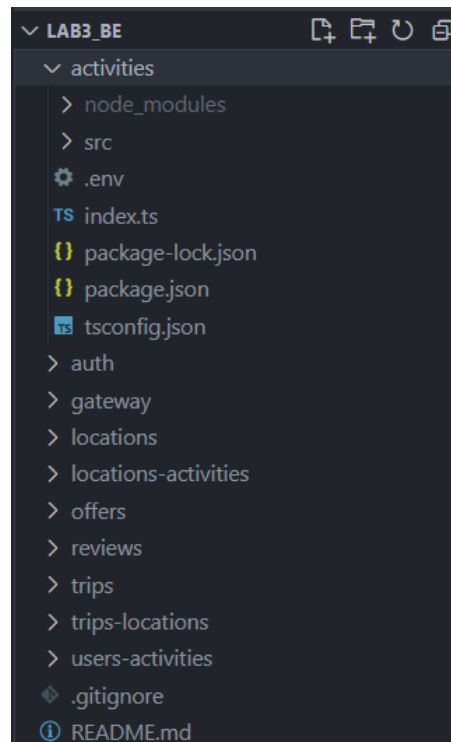 LAB3_BE
activities
node_modules
src
.env
TS index.ts
{} package-lock.json
{} package.json
TS tsconfig.json
auth
gateway
locations
locations-activities
offers
reviews
trips
trips-locations
users-activities
.gitignore
README.md